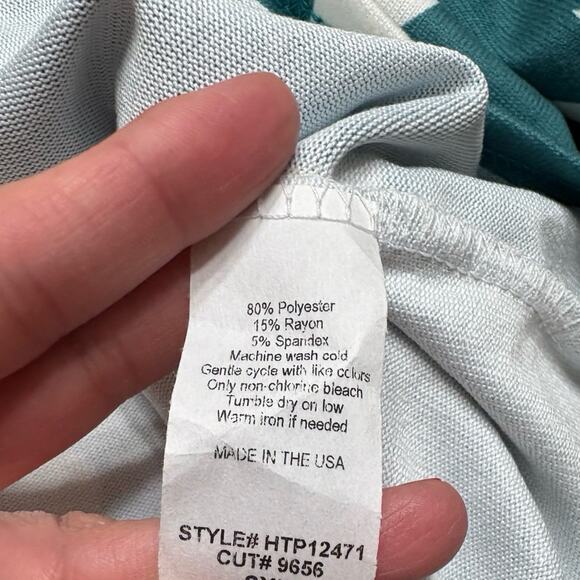 80% Polyester
15% Rayon
5% Spandex
Machine wash cold
Gentle cycle with like colors
Only non-chlorine bleach
Tumble dry on low
Warm iron if needed
MADE IN THE USA
STYLE# HTP12471
CUT# 9656